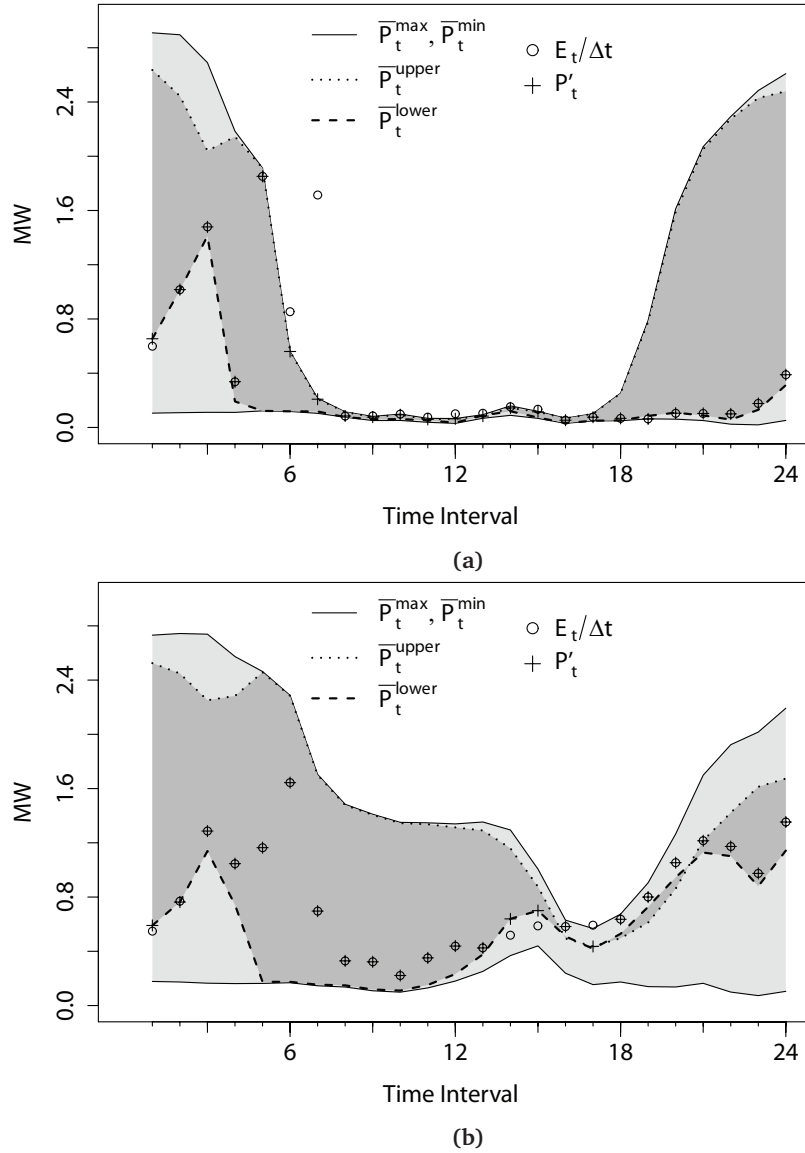 P̅ₜᵐᵃˣ, P̅ₜᵐⁱⁿ
P̅ₜᵘᵖᵖᵉʳ
P̅ₜˡᵒʷᵉʳ
Eₜ/Δt
P′ₜ
MW
2.4
1.6
0.8
0.0
6 12 18 24
Time Interval
(a)
P̅ₜᵐᵃˣ, P̅ₜᵐⁱⁿ
P̅ₜᵘᵖᵖᵉʳ
P̅ₜˡᵒʷᵉʳ
Eₜ/Δt
P′ₜ
MW
2.4
1.6
0.8
0.0
6 12 18 24
Time Interval
(b)